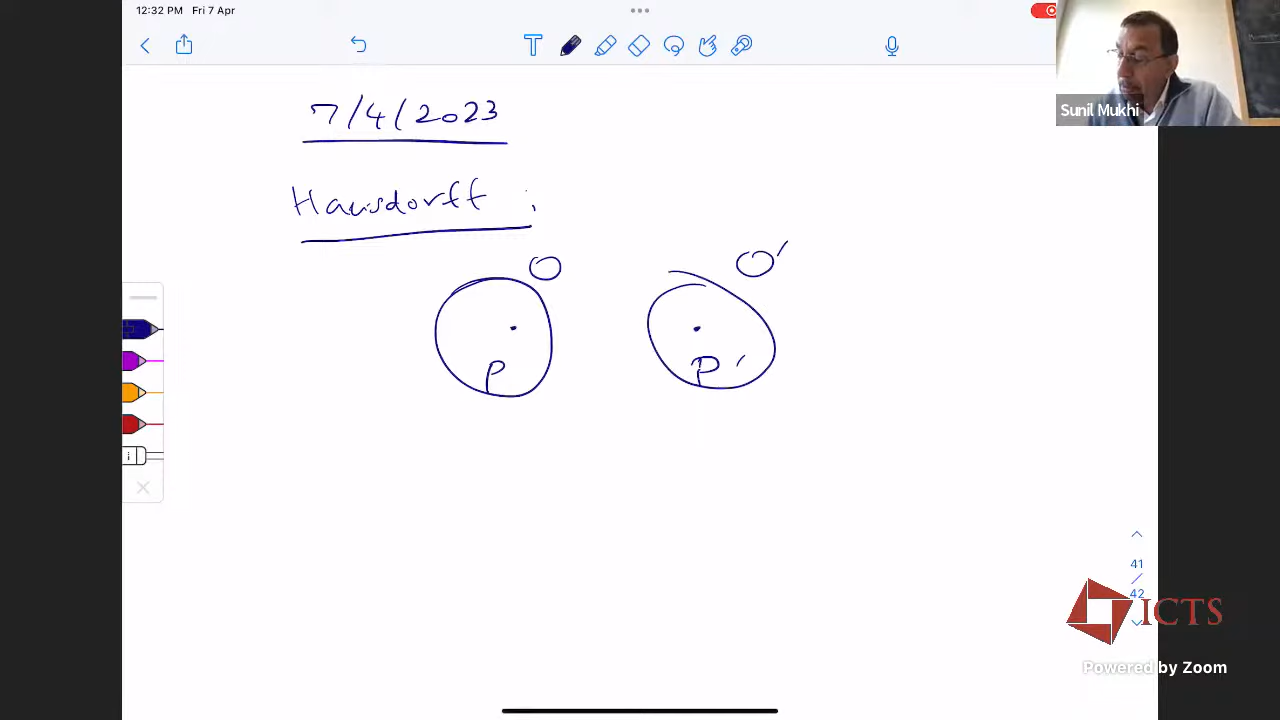 12:32 PM Fri 7 Apr
Sunil Mukhi
7/4/2023
Hausdorff :
O O'
p p'
41
/
42
ICTS
Powered by Zoom